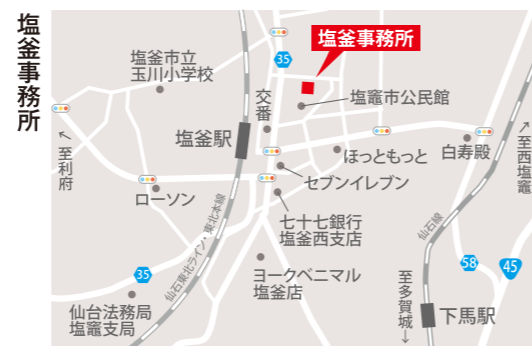 塩釜事務所
塩釜市立
玉川小学校
35
塩釜事務所
交番
塩竈市公民館
塩釜駅
←至利府
ほっともっと
白寿殿
至西塩竈→
ローソン
セブンイレブン
七十七銀行
塩釜西支店
仙石東北ライン・東北本線
仙石線
35
ヨークベニマル
塩釜店
58
45
仙台法務局
塩竈支局
至多賀城→
下馬駅